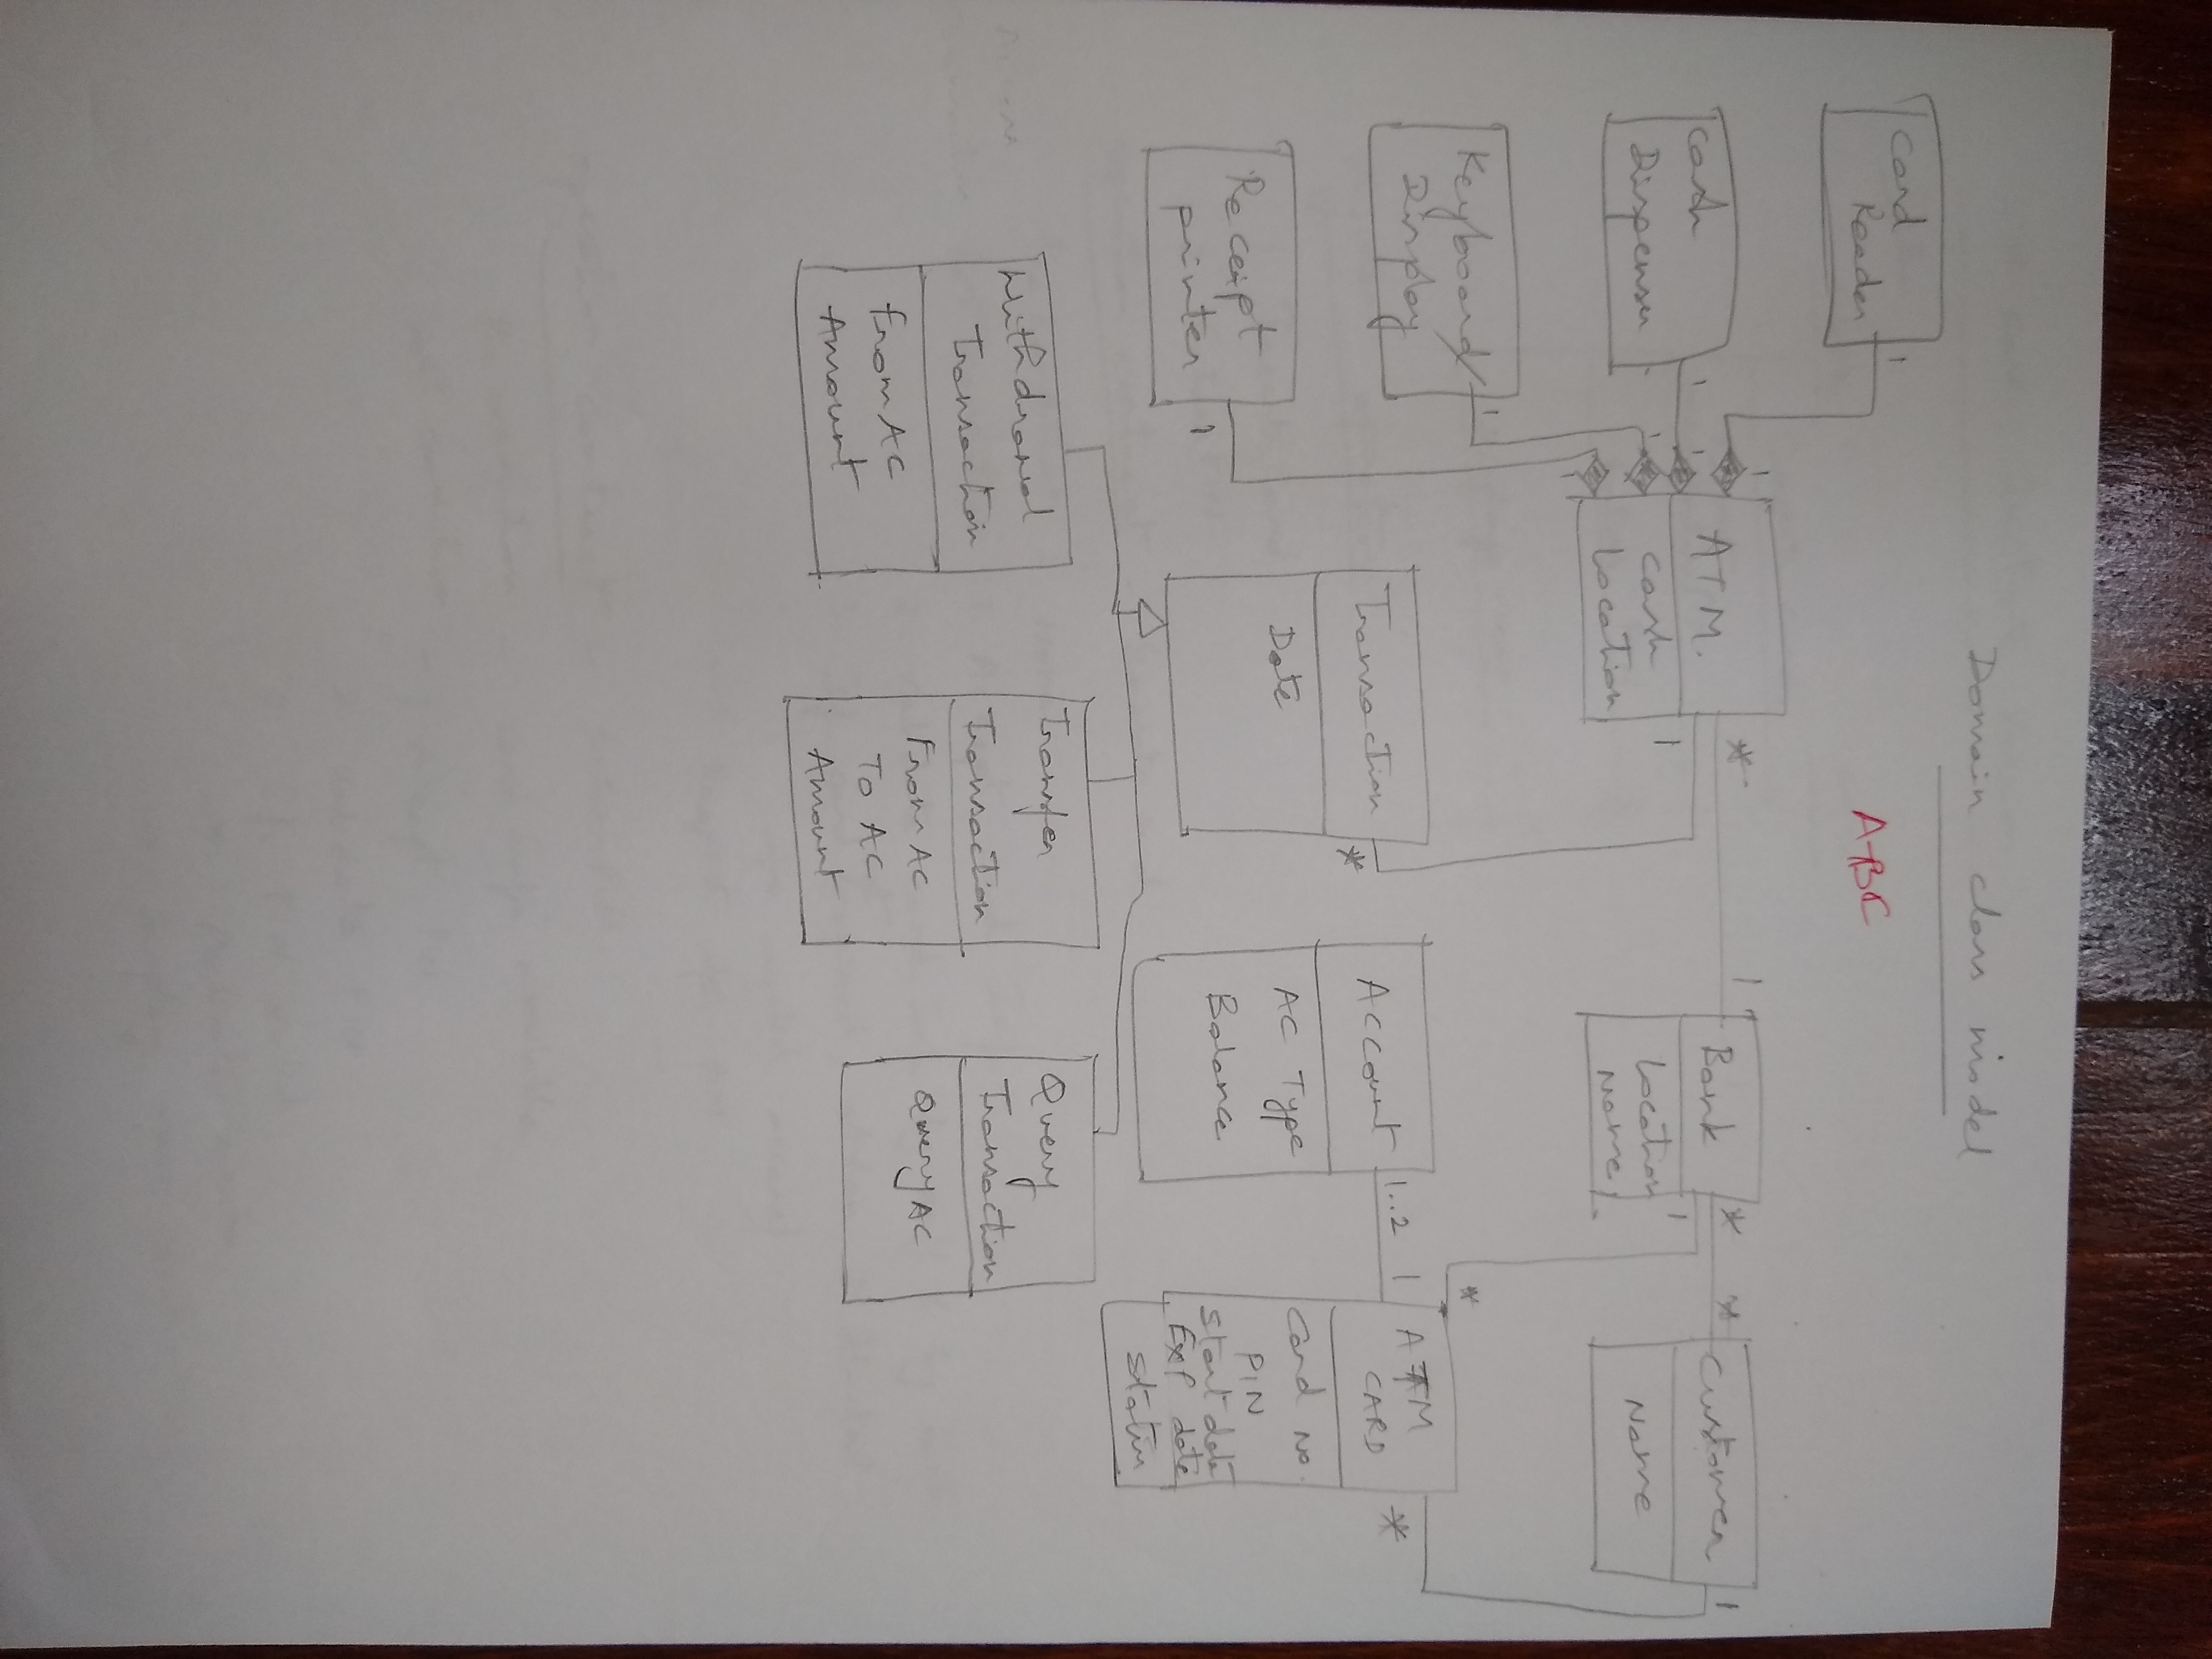 Domain class model
ABC
Card
Reader
1
1
Cash
Dispenser
1
1
Keyboard/
Display
1
1
Receipt
printer
1
1
ATM.
Cash
Location
*
1
1
Bank
Location
Name
*
*
1
Customer
Name
1
*
*
Transaction
Date
*
Account
AC Type
Balance
1..2
1
ATM
CARD
Card No.
PIN
Start date
Exp date
Status
Withdrawal
Transaction
From AC
Amount
Transfer
Transaction
From AC
To AC
Amount
Query
Transaction
Query AC